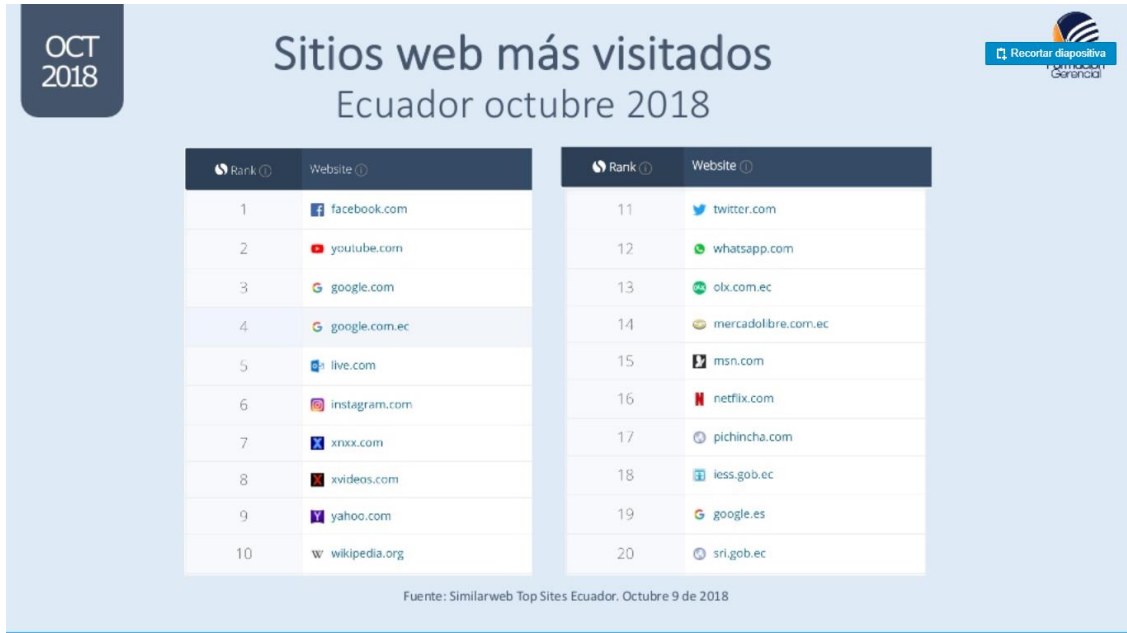 OCT
2018
Sitios web más visitados
Ecuador octubre 2018
Recortar diapositiva
Formación
Gerencial
Rank Website
1 facebook.com
2 youtube.com
3 google.com
4 google.com.ec
5 live.com
6 instagram.com
7 xnxx.com
8 xvideos.com
9 yahoo.com
10 wikipedia.org
Rank Website
11 twitter.com
12 whatsapp.com
13 olx.com.ec
14 mercadolibre.com.ec
15 msn.com
16 netflix.com
17 pichincha.com
18 iess.gob.ec
19 google.es
20 sri.gob.ec
Fuente: Similarweb Top Sites Ecuador. Octubre 9 de 2018